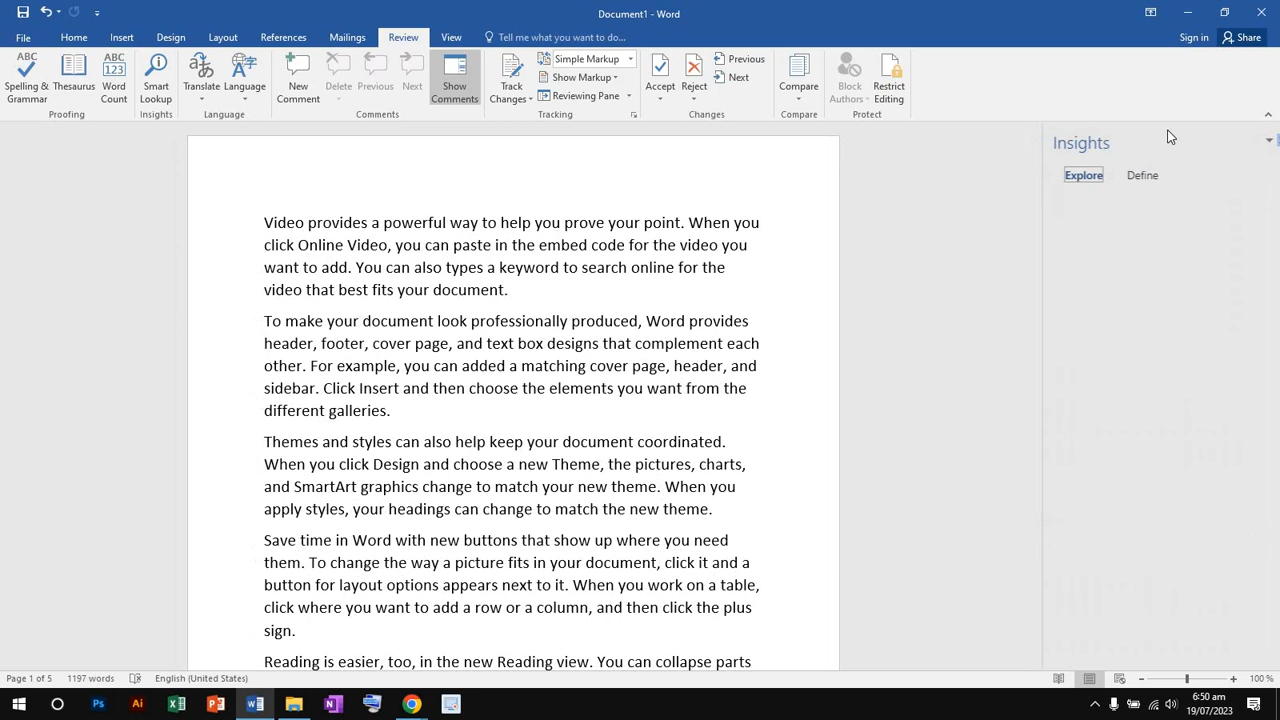 Document1 - Word
File Home Insert Design Layout References Mailings Review View Tell me what you want to do... Sign in Share
Spelling & Grammar
Thesaurus
Word Count
Smart Lookup
Translate
Language
New Comment
Delete
Previous
Next
Show Comments
Track Changes
Simple Markup
Show Markup
Reviewing Pane
Accept
Reject
Previous
Next
Compare
Block Authors
Restrict Editing
Proofing Insights Language Comments Tracking Changes Compare Protect
Insights
Explore Define
Video provides a powerful way to help you prove your point. When you
click Online Video, you can paste in the embed code for the video you
want to add. You can also types a keyword to search online for the
video that best fits your document.
To make your document look professionally produced, Word provides
header, footer, cover page, and text box designs that complement each
other. For example, you can added a matching cover page, header, and
sidebar. Click Insert and then choose the elements you want from the
different galleries.
Themes and styles can also help keep your document coordinated.
When you click Design and choose a new Theme, the pictures, charts,
and SmartArt graphics change to match your new theme. When you
apply styles, your headings can change to match the new theme.
Save time in Word with new buttons that show up where you need
them. To change the way a picture fits in your document, click it and a
button for layout options appears next to it. When you work on a table,
click where you want to add a row or a column, and then click the plus
sign.
Reading is easier, too, in the new Reading view. You can collapse parts
Page 1 of 5 1197 words English (United States) 100 %
6:50 am
19/07/2023